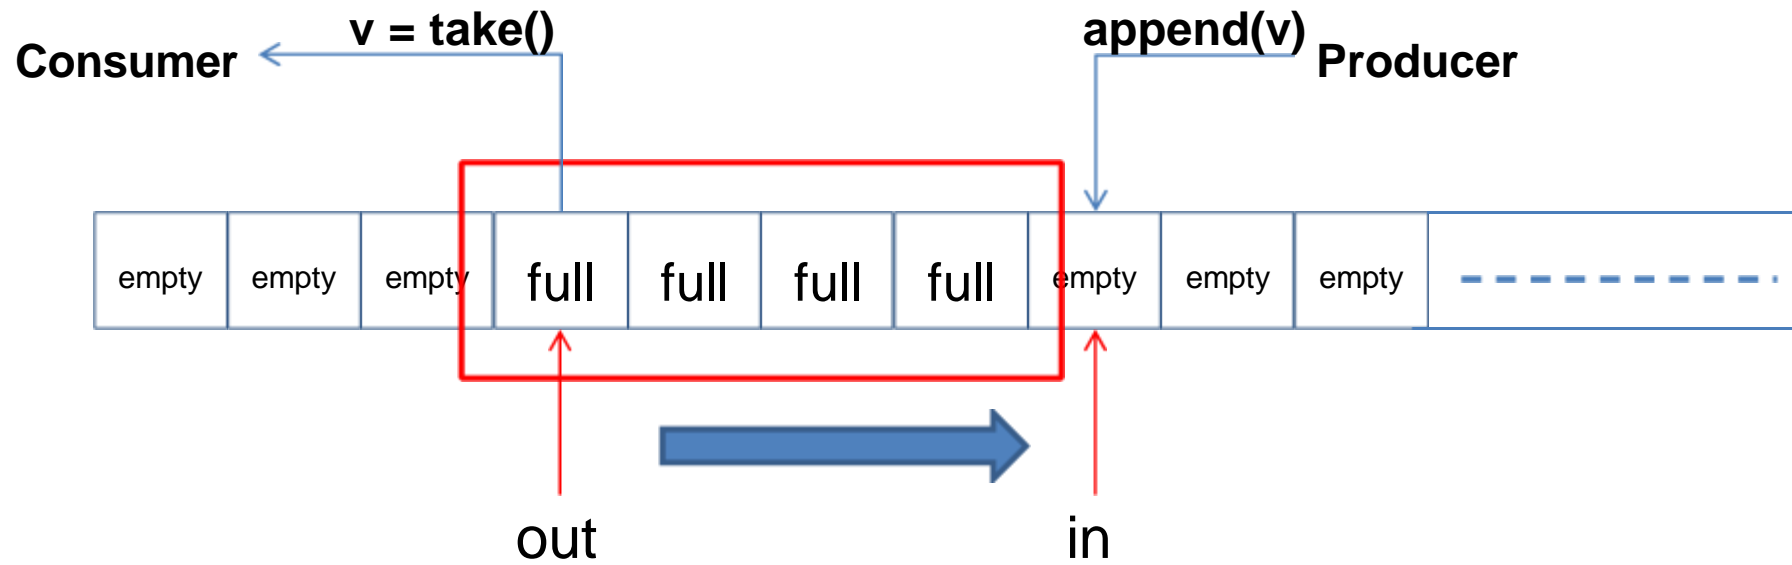 v = take()
append(v)
Consumer
Producer
empty empty empty full full full full empty empty empty
out
in